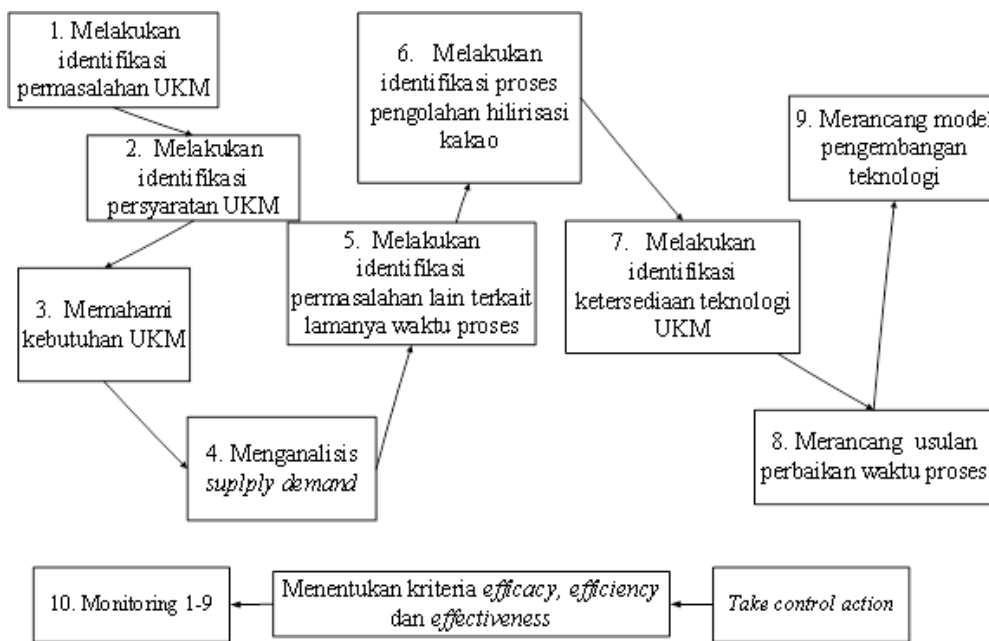 1. Melakukan
identifikasi
permasalahan UKM
2. Melakukan
identifikasi
persyaratan UKM
3. Memahami
kebutuhan UKM
4. Menganalisis
suplply demand
5. Melakukan
identifikasi
permasalahan lain terkait
lamanya waktu proses
6. Melakukan
identifikasi proses
pengolahan hilirisasi
kakao
7. Melakukan
identifikasi
ketersediaan teknologi
UKM
8. Merancang usulan
perbaikan waktu proses
9. Merancang model
pengembangan
teknologi
10. Monitoring 1-9
Menentukan kriteria efficacy, efficiency
dan effectiveness
Take control action